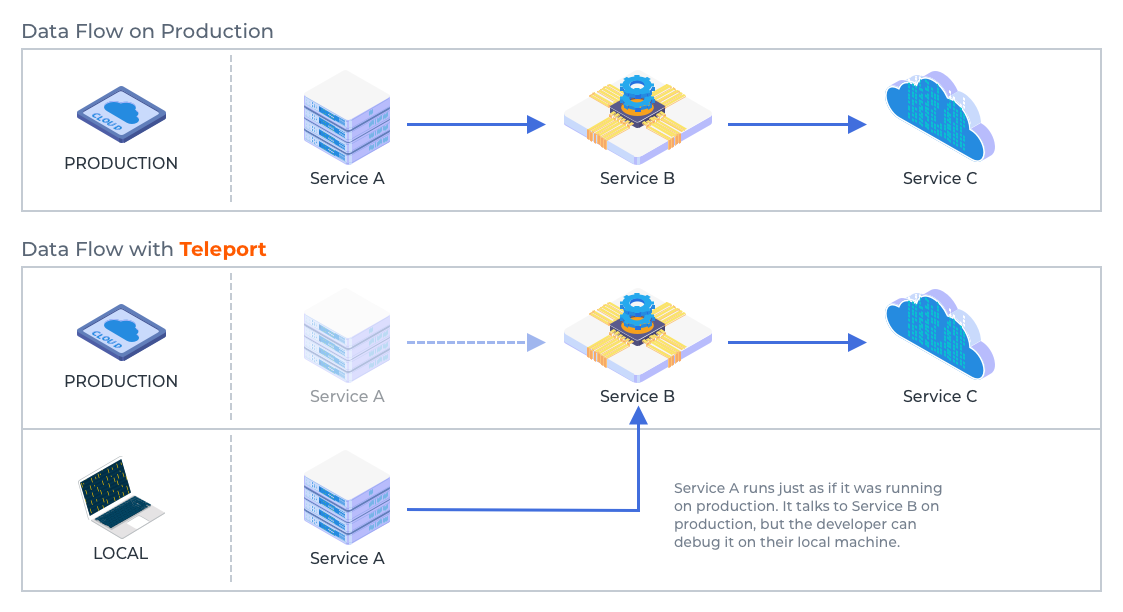 Data Flow on Production
CLOUD
PRODUCTION
Service A
Service B
Service C
Data Flow with Teleport
CLOUD
PRODUCTION
Service A
Service B
Service C
LOCAL
Service A
Service A runs just as if it was running
on production. It talks to Service B on
production, but the developer can
debug it on their local machine.